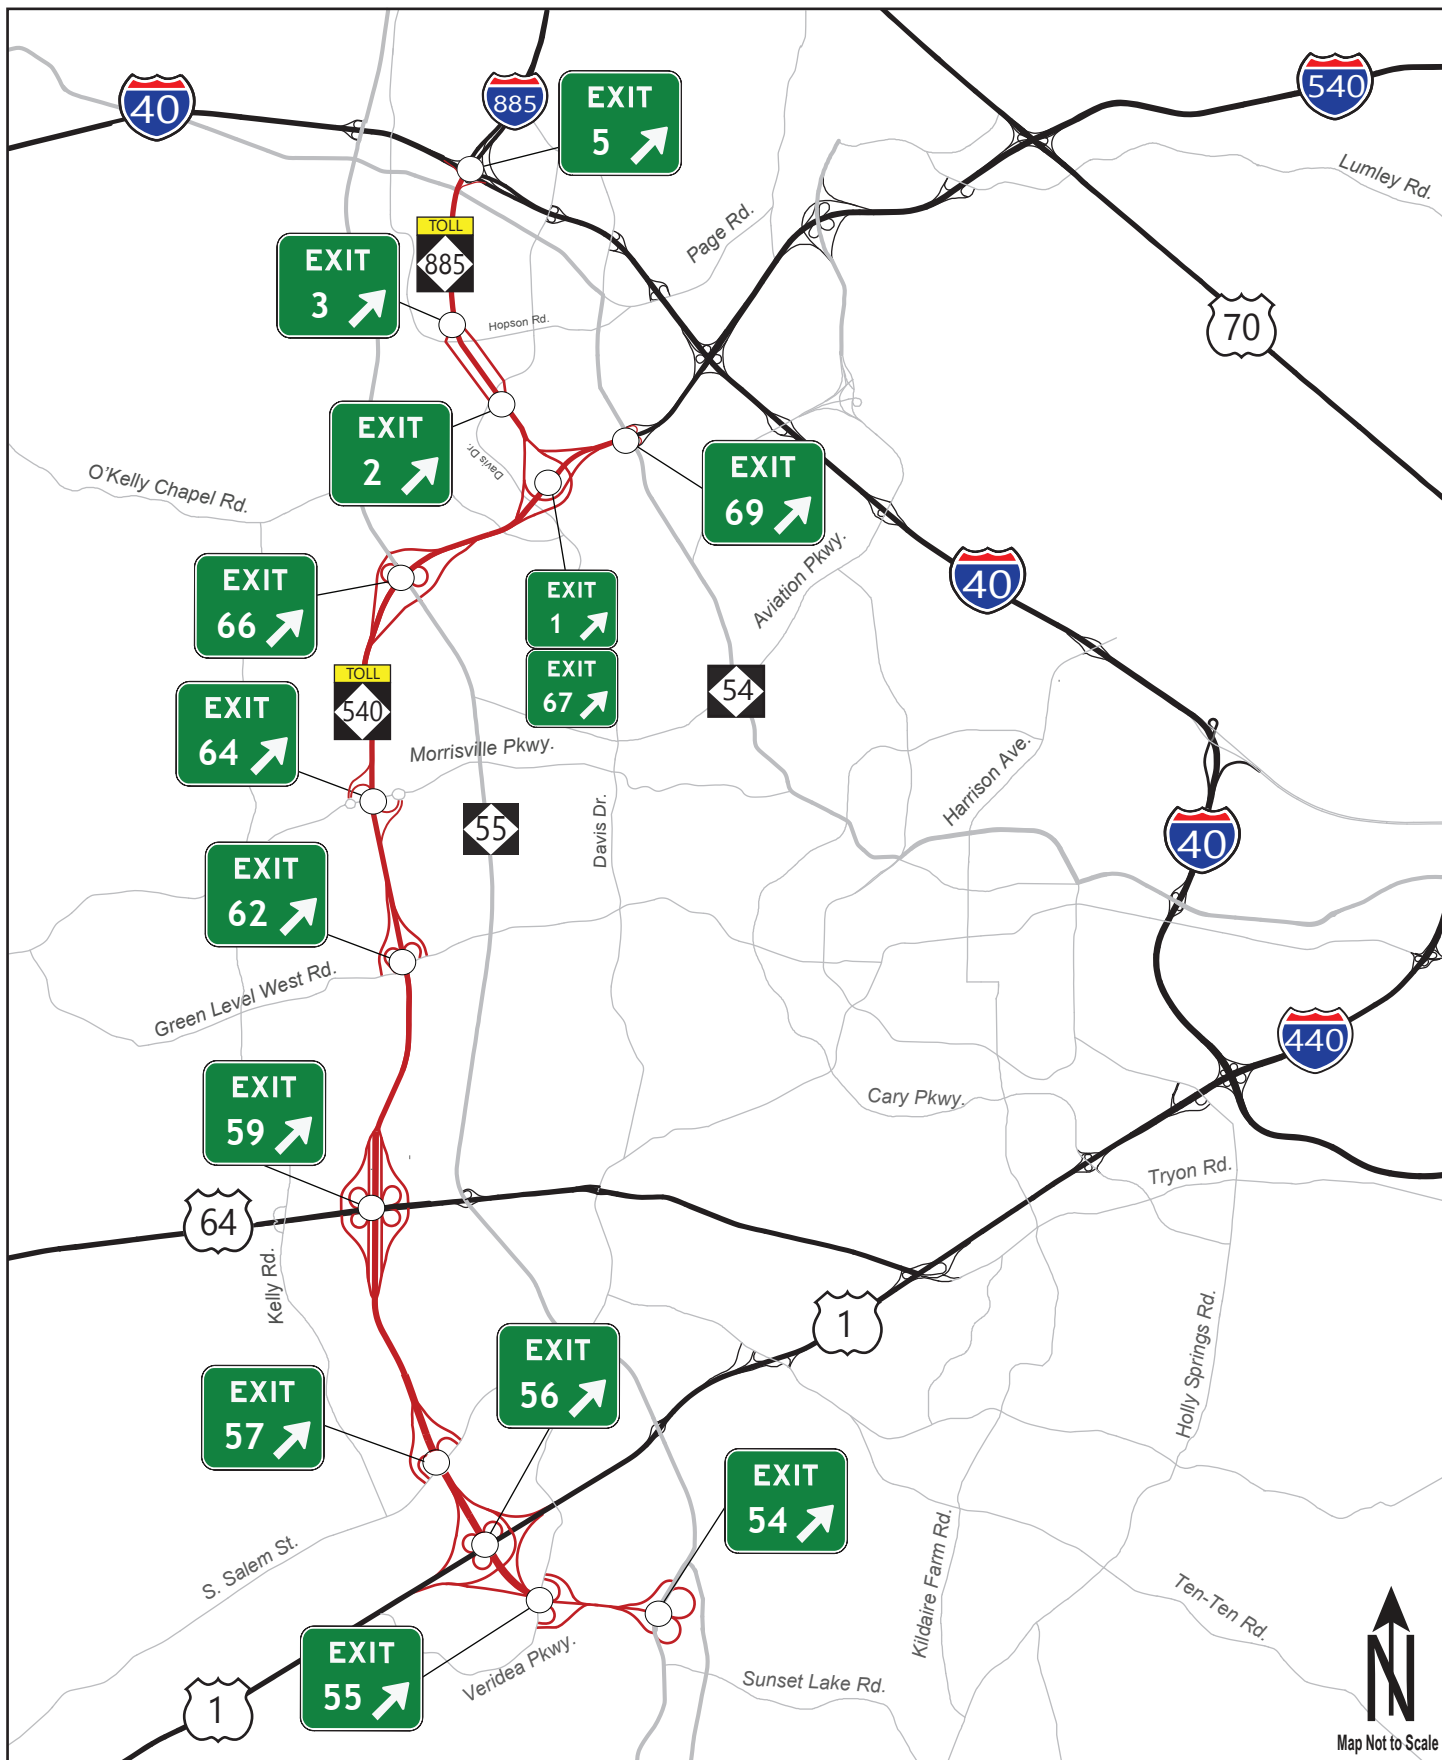 40
885
EXIT
5
540
Lumley Rd.
Page Rd.
TOLL
885
EXIT
3
Hopson Rd.
70
EXIT
2
Davis Dr.
O'Kelly Chapel Rd.
EXIT
69
Aviation Pkwy.
40
EXIT
66
EXIT
1
EXIT
67
TOLL
540
54
EXIT
64
Morrisville Pkwy.
Harrison Ave.
55
Davis Dr.
40
EXIT
62
Green Level West Rd.
440
EXIT
59
Cary Pkwy.
Tryon Rd.
64
Kelly Rd.
1
Holly Springs Rd.
EXIT
56
EXIT
57
EXIT
54
S. Salem St.
Kildaire Farm Rd.
Ten-Ten Rd.
EXIT
55
Veridea Pkwy.
Sunset Lake Rd.
1
N
Map Not to Scale